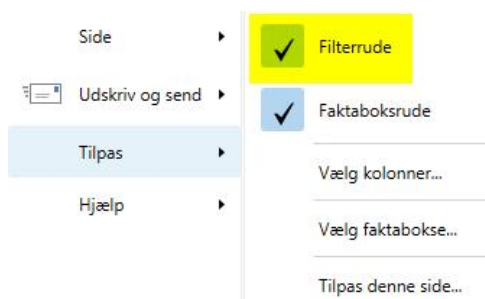 Side
Udskriv og send
Tilpas
Hjælp
Filterrude
Faktaboksrude
Vælg kolonner...
Vælg faktabokse...
Tilpas denne side...